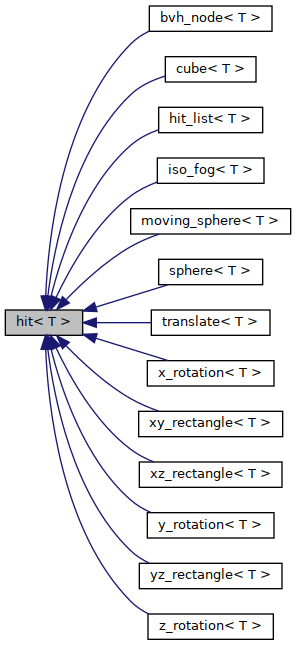 bvh_node< T >
cube< T >
hit_list< T >
iso_fog< T >
moving_sphere< T >
sphere< T >
hit< T >
translate< T >
x_rotation< T >
xy_rectangle< T >
xz_rectangle< T >
y_rotation< T >
yz_rectangle< T >
z_rotation< T >